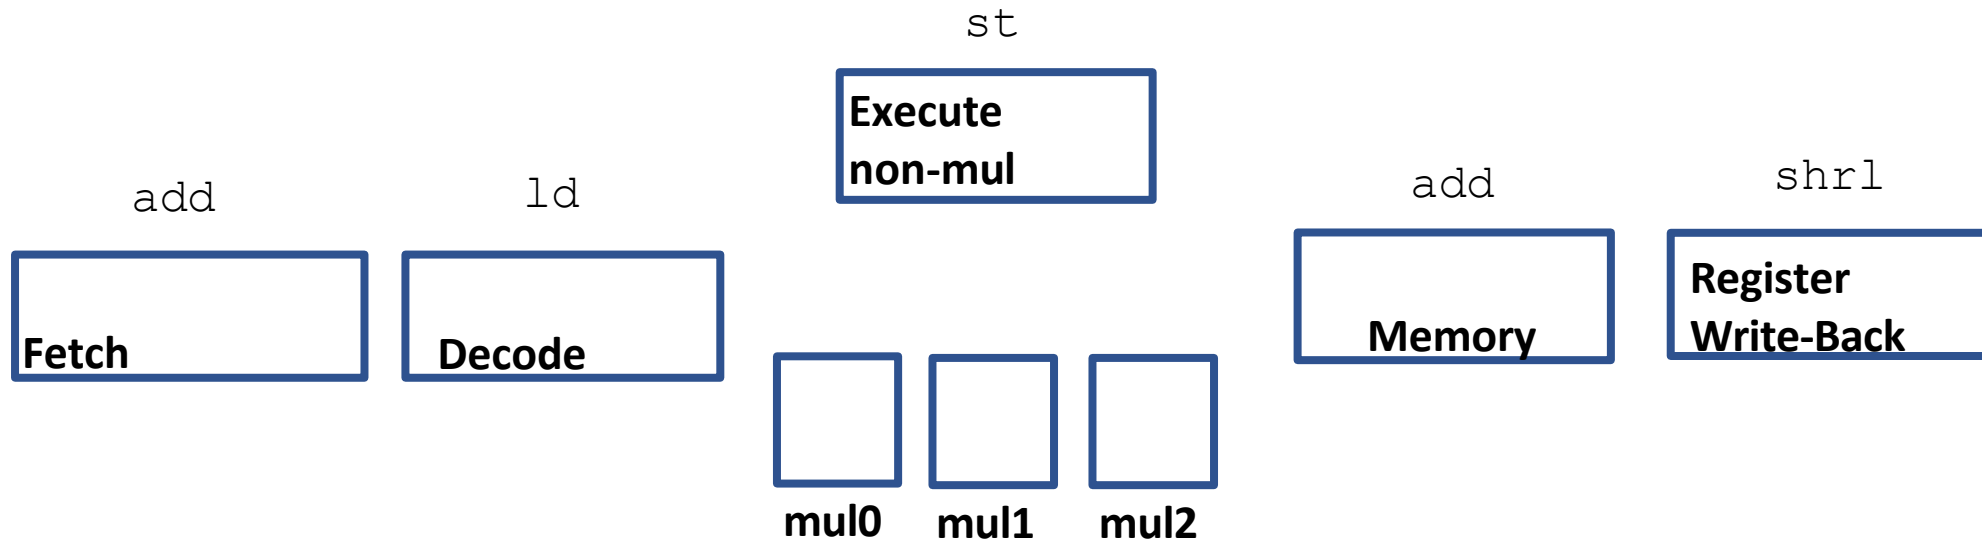 st
Execute
non-mul
add
ld
add
shrl
Fetch
Decode
Memory
Register
Write-Back
mul0
mul1
mul2